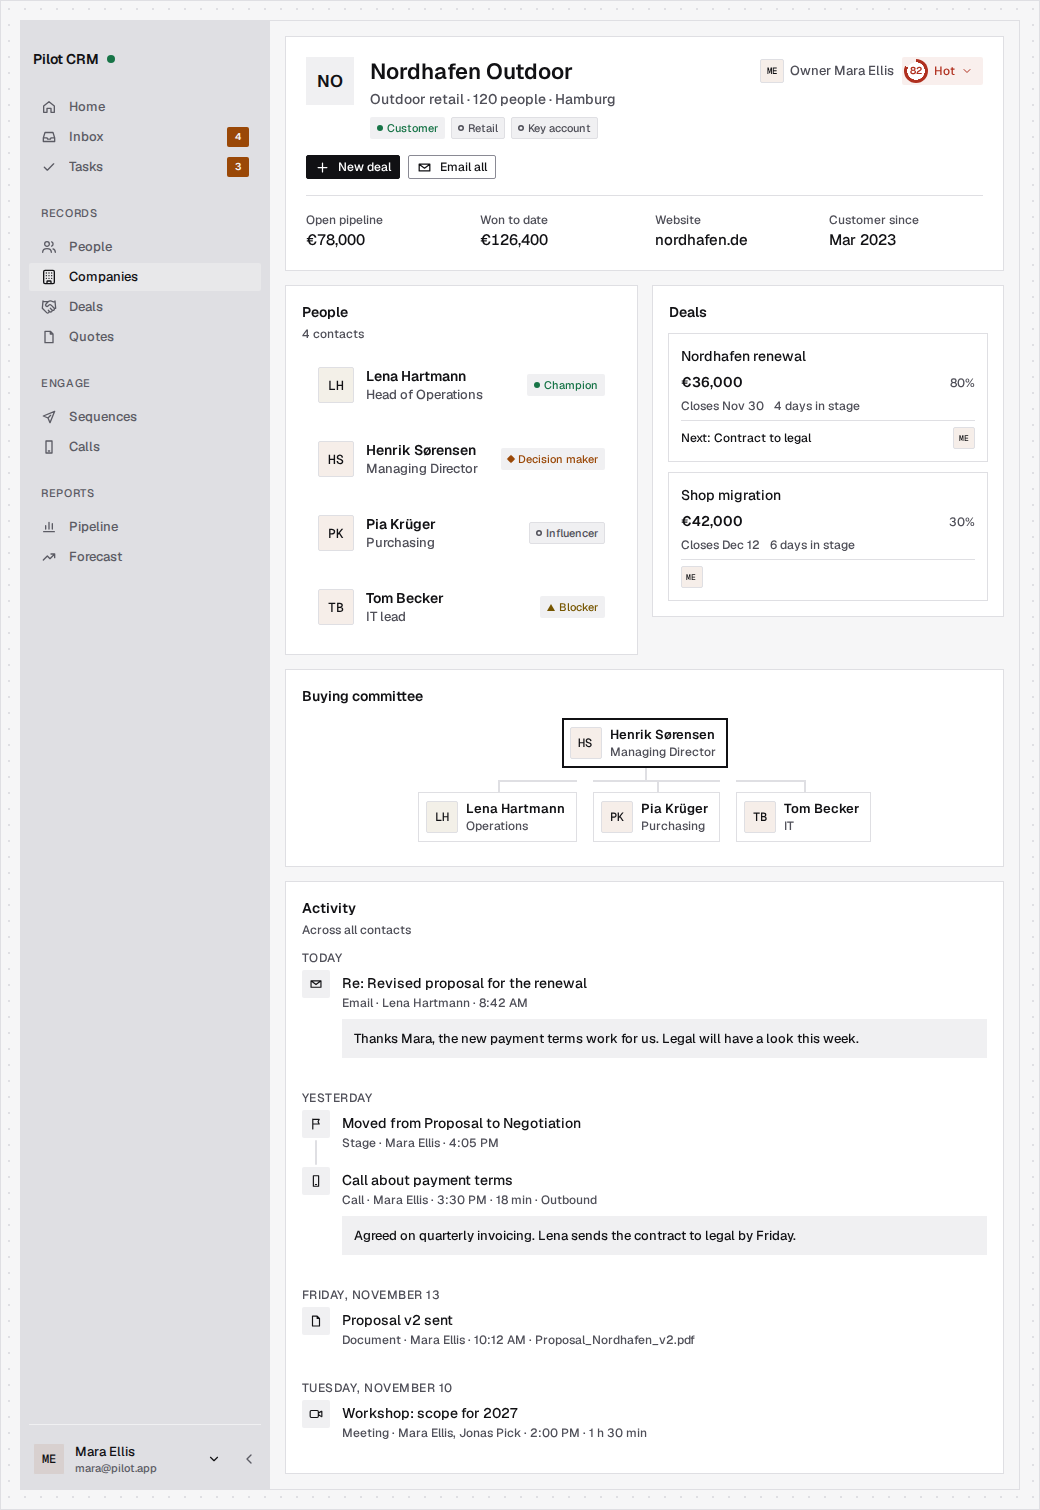 Pilot CRM
Home
Inbox 4
Tasks 3
RECORDS
People
Companies
Deals
Quotes
ENGAGE
Sequences
Calls
REPORTS
Pipeline
Forecast
ME
Mara Ellis
mara@pilot.app
NO
Nordhafen Outdoor
Outdoor retail · 120 people · Hamburg
Customer Retail Key account
ME Owner Mara Ellis 82 Hot
New deal Email all
Open pipeline
€78,000
Won to date
€126,400
Website
nordhafen.de
Customer since
Mar 2023
People
4 contacts
LH
Lena Hartmann
Head of Operations
Champion
HS
Henrik Sørensen
Managing Director
Decision maker
PK
Pia Krüger
Purchasing
Influencer
TB
Tom Becker
IT lead
Blocker
Deals
Nordhafen renewal
€36,000 80%
Closes Nov 30 4 days in stage
Next: Contract to legal ME
Shop migration
€42,000 30%
Closes Dec 12 6 days in stage
ME
Buying committee
HS
Henrik Sørensen
Managing Director
LH
Lena Hartmann
Operations
PK
Pia Krüger
Purchasing
TB
Tom Becker
IT
Activity
Across all contacts
TODAY
Re: Revised proposal for the renewal
Email · Lena Hartmann · 8:42 AM
Thanks Mara, the new payment terms work for us. Legal will have a look this week.
YESTERDAY
Moved from Proposal to Negotiation
Stage · Mara Ellis · 4:05 PM
Call about payment terms
Call · Mara Ellis · 3:30 PM · 18 min · Outbound
Agreed on quarterly invoicing. Lena sends the contract to legal by Friday.
FRIDAY, NOVEMBER 13
Proposal v2 sent
Document · Mara Ellis · 10:12 AM · Proposal_Nordhafen_v2.pdf
TUESDAY, NOVEMBER 10
Workshop: scope for 2027
Meeting · Mara Ellis, Jonas Pick · 2:00 PM · 1 h 30 min